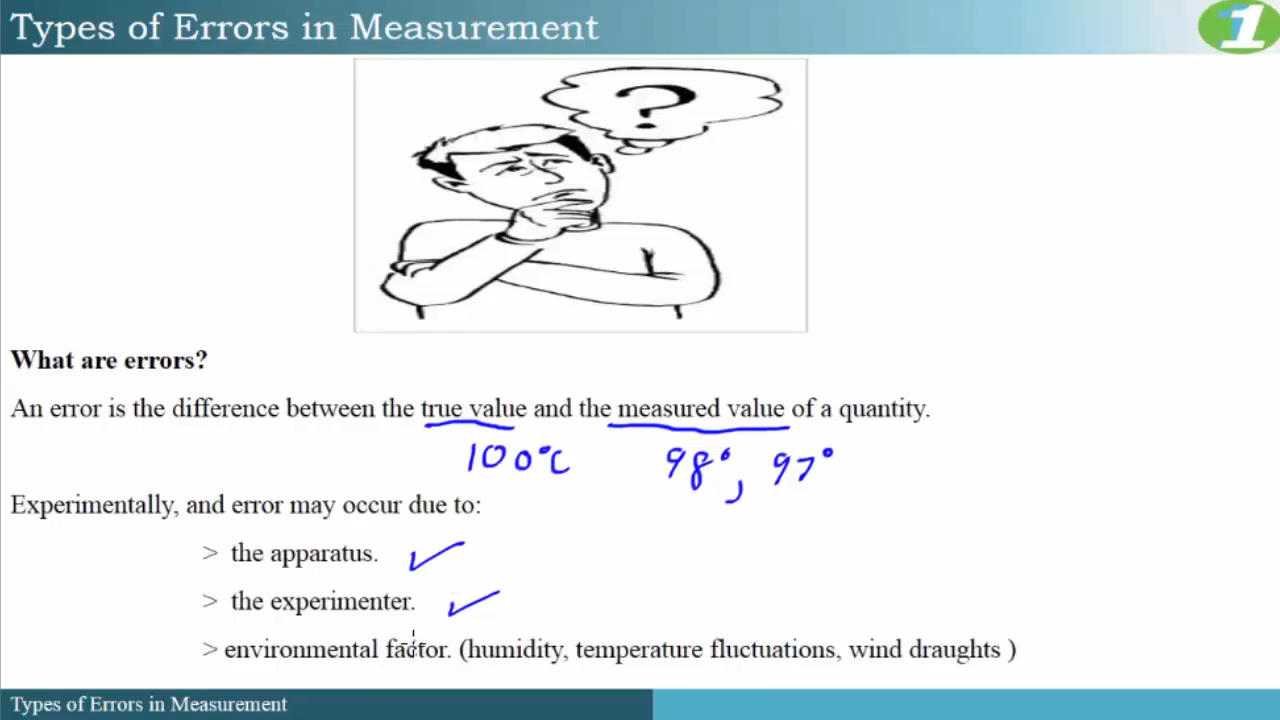 Types of Errors in Measurement
1
?
What are errors?
An error is the difference between the true value and the measured value of a quantity.
100°C 98°, 97°
Experimentally, and error may occur due to:
> the apparatus.
> the experimenter.
> environmental factor. (humidity, temperature fluctuations, wind draughts )
Types of Errors in Measurement